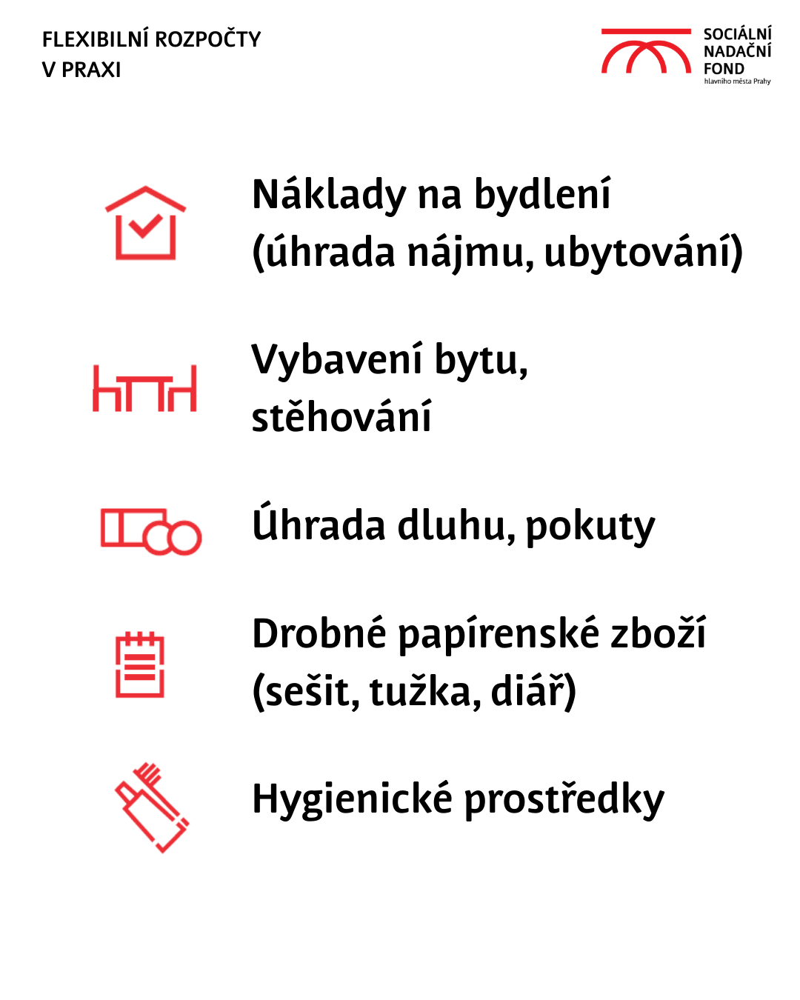 FLEXIBILNÍ ROZPOČTY
V PRAXI
SOCIÁLNÍ
NADAČNÍ
FOND
hlavního města Prahy
Náklady na bydlení
(úhrada nájmu, ubytování)
Vybavení bytu,
stěhování
Úhrada dluhu, pokuty
Drobné papírenské zboží
(sešit, tužka, diář)
Hygienické prostředky